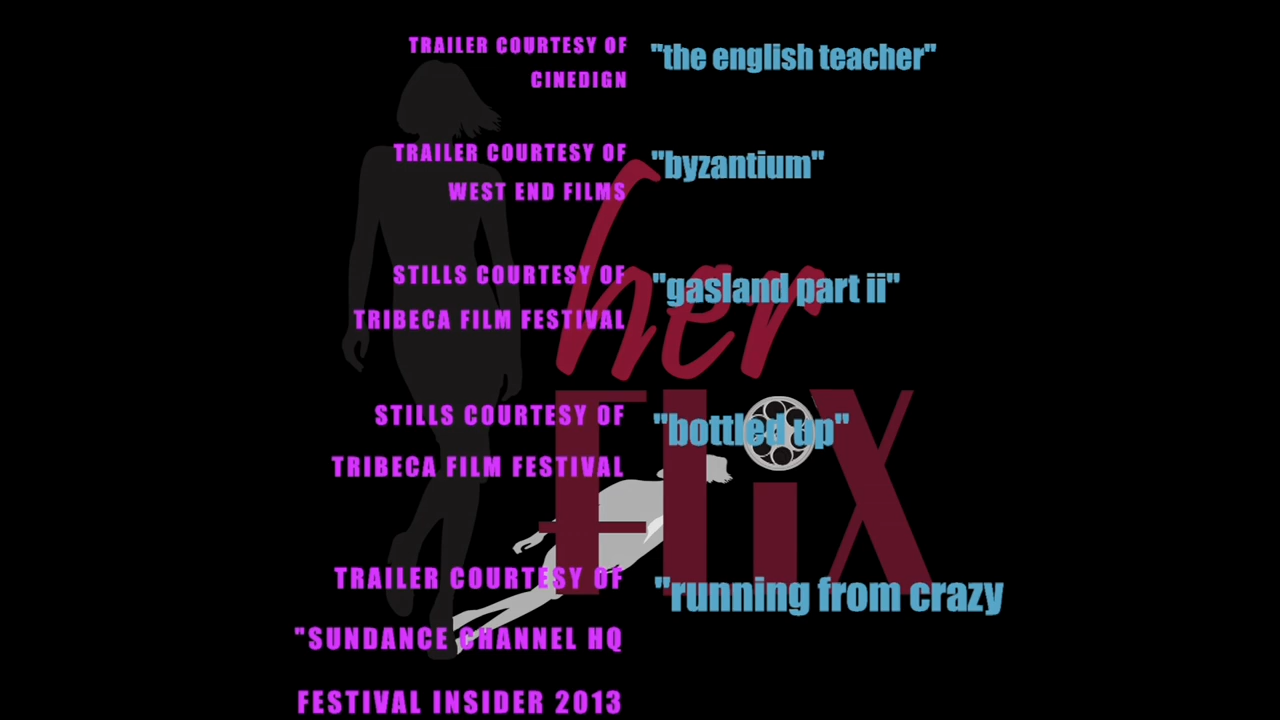 TRAILER COURTESY OF "the english teacher"
CINEDIGN
TRAILER COURTESY OF "byzantium"
WEST END FILMS
her
STILLS COURTESY OF "gasland part ii"
TRIBECA FILM FESTIVAL
FLiX
STILLS COURTESY OF "bottled up"
TRIBECA FILM FESTIVAL
TRAILER COURTESY OF "running from crazy
"SUNDANCE CHANNEL HQ
FESTIVAL INSIDER 2013